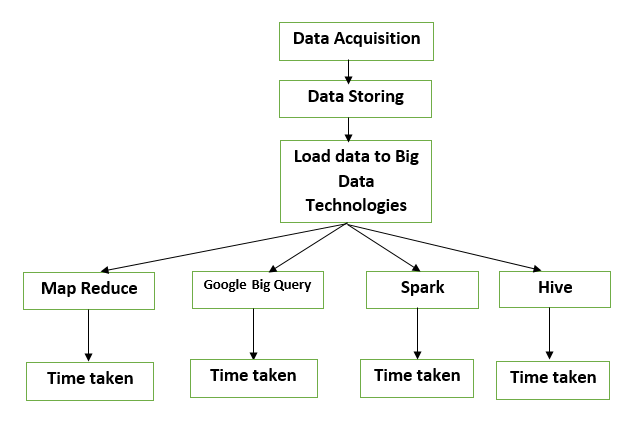 Data Acquisition
Data Storing
Load data to Big
Data
Technologies
Map Reduce
Google Big Query
Spark
Hive
Time taken
Time taken
Time taken
Time taken